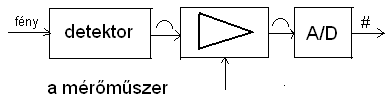 fény
detektor
A/D
#
a mérőműszer